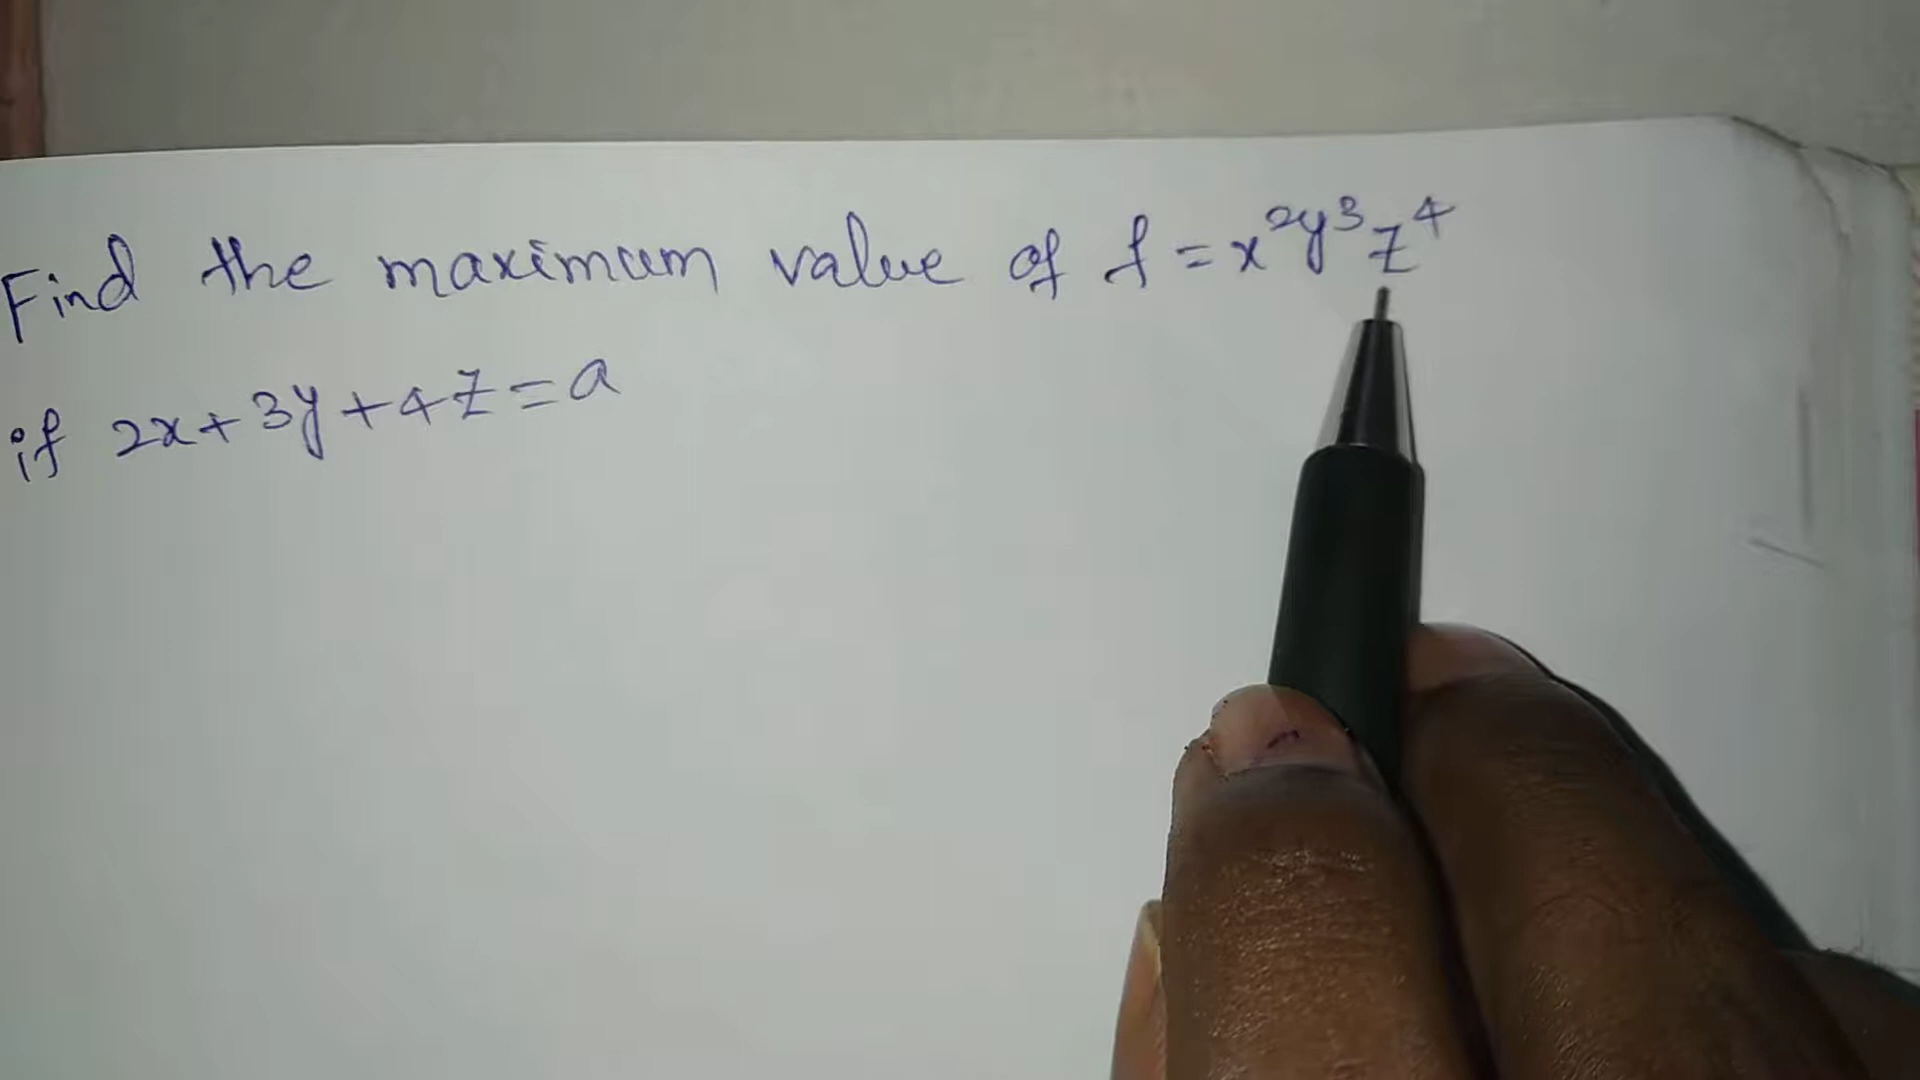 Find the maximum value of f = x²y³z⁴
if 2x+3y+4z=a